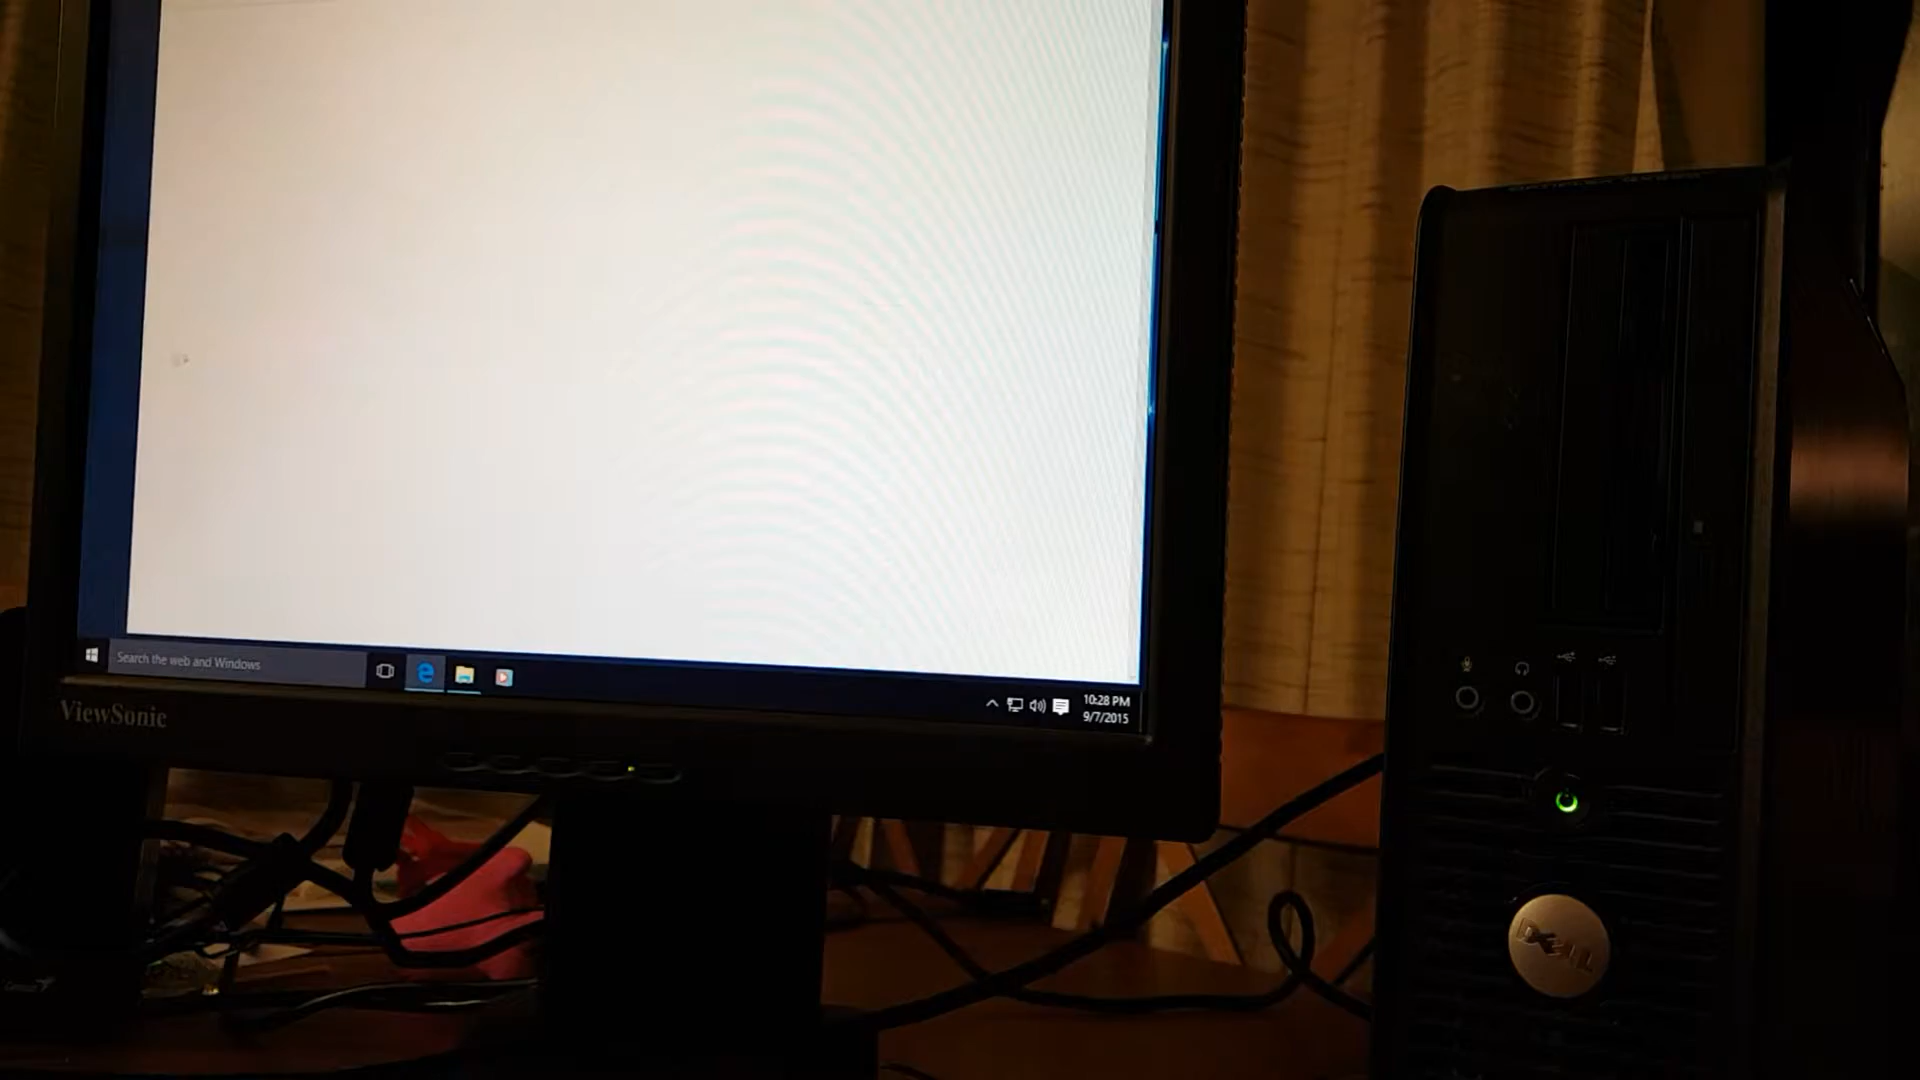 Search the web and Windows
10:28 PM
9/7/2015
ViewSonic
DELL